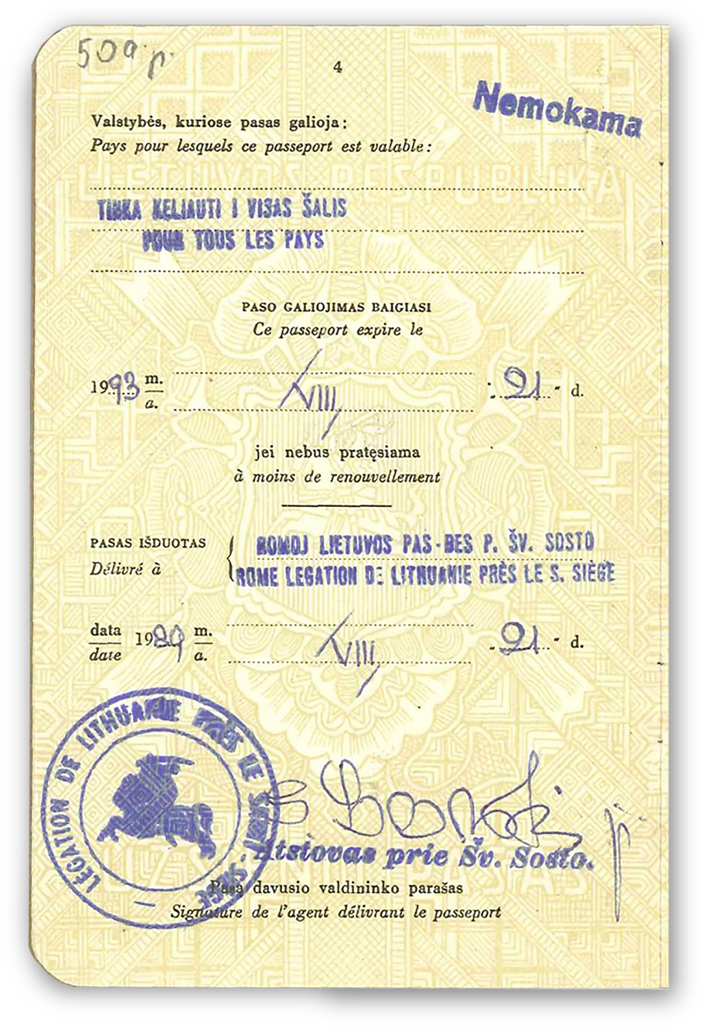 509 p.
4
Nemokama
Valstybės, kuriose pasas galioja:
Pays pour lesquels ce passeport est valable:
LIETUVOS RESPUBLIKA
TINKA KELIAUTI I VISAS ŠALIS
POUR TOUS LES PAYS
PASO GALIOJIMAS BAIGIASI
Ce passeport expire le
1993 m. VIII 21 d.
a.
jei nebus pratęsiama
à moins de renouvellement
PASAS IŠDUOTAS ROMOJ LIETUVOS PAS-BES P. ŠV. SOSTO
Délivré à ROME LEGATION DE LITHUANIE PRÈS LE S. SIÈGE
data 1989 m. VIII 21 d.
date a.
LÉGATION DE LITHUANIE PRÈS LE SAINT SIÈGE
Atstovas prie Šv. Sosto.
Pasą davusio valdininko parašas
Signature de l'agent délivrant le passeport